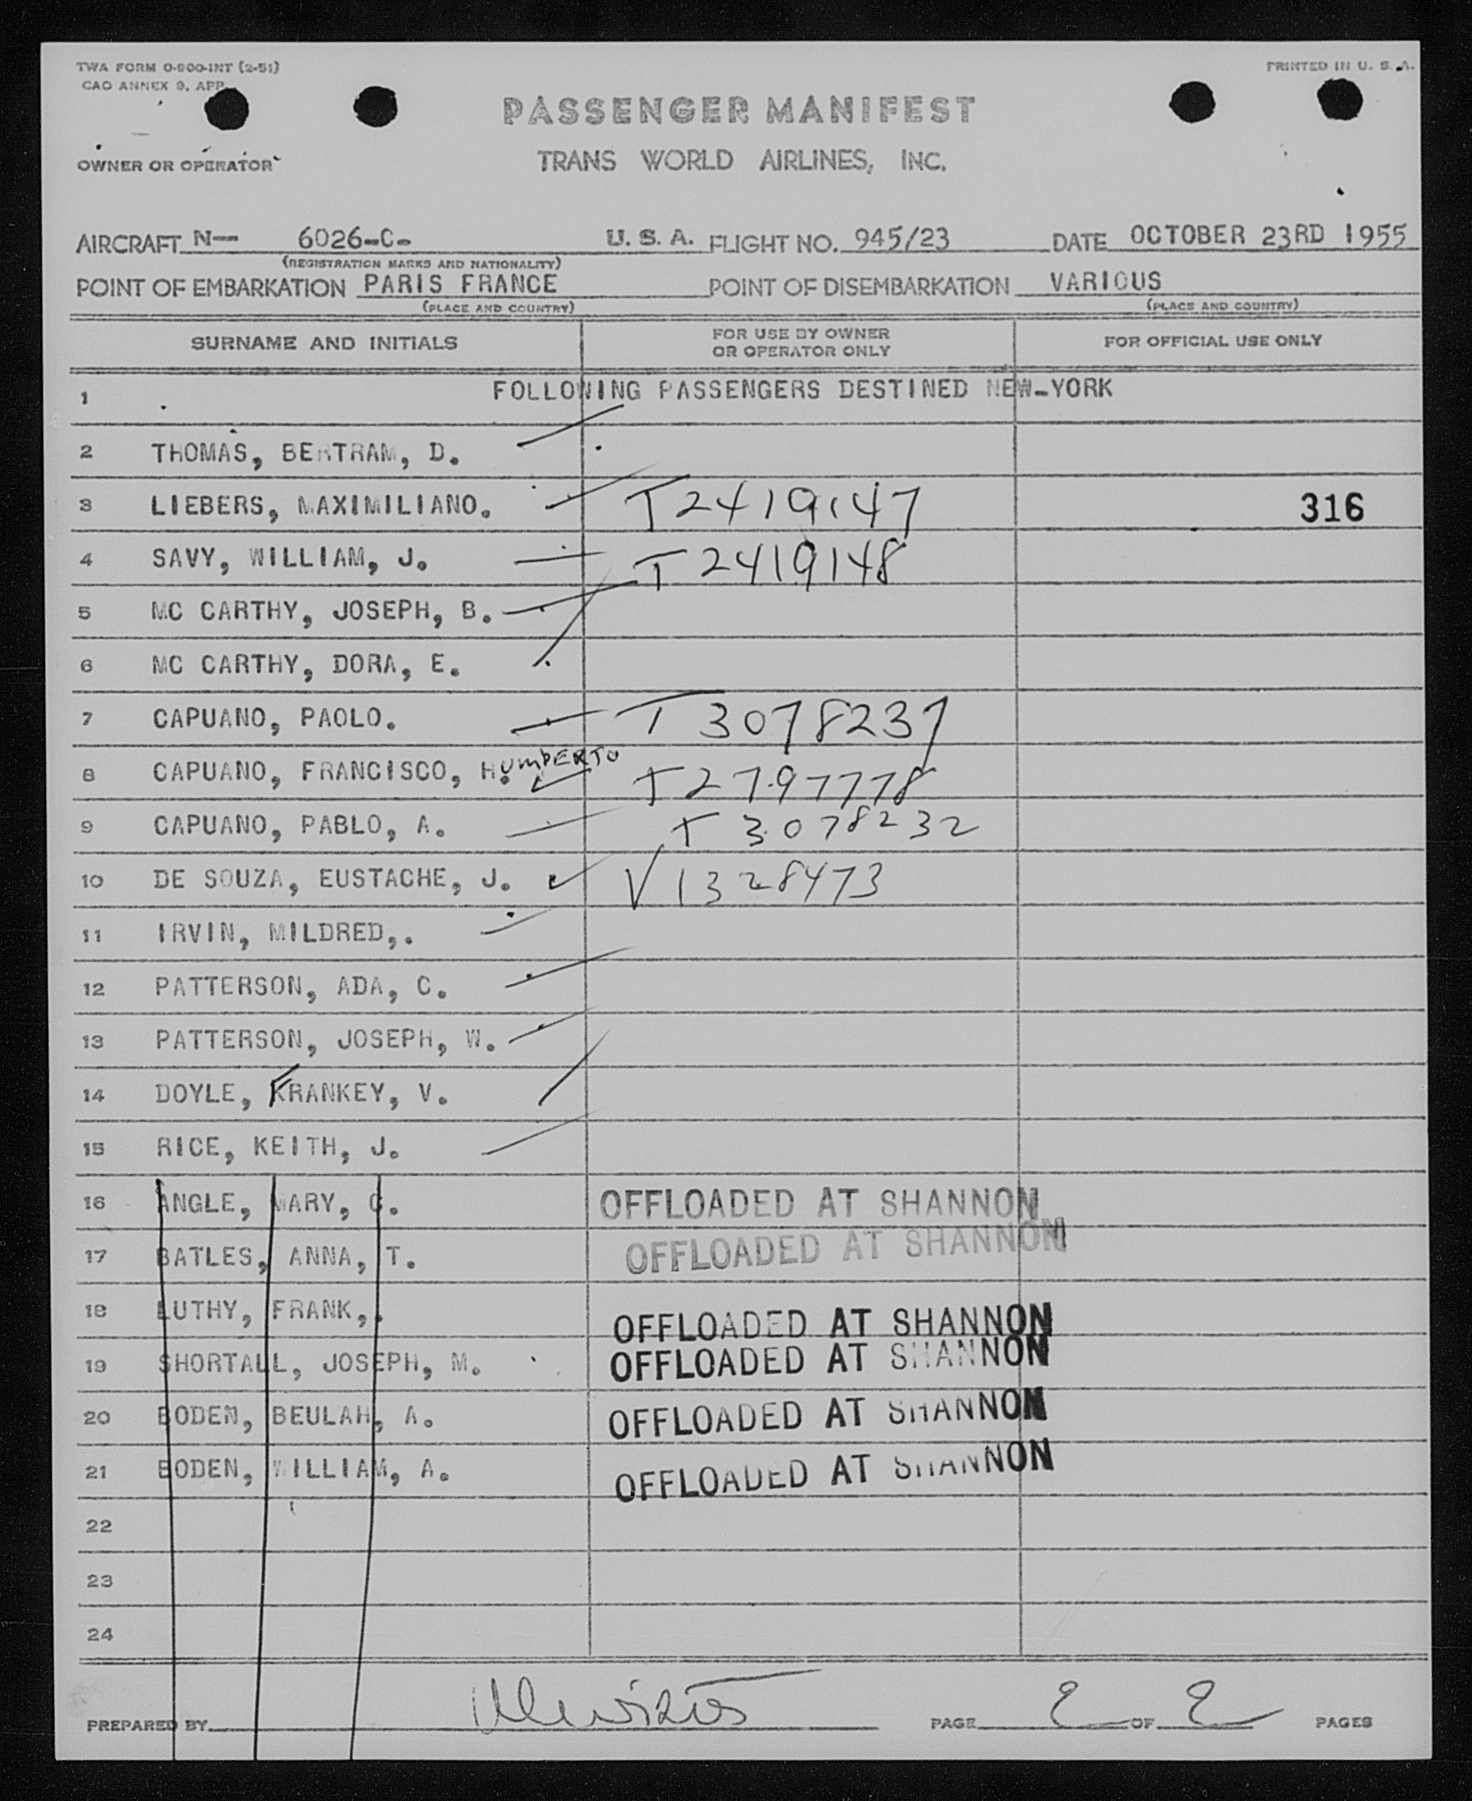 TWA FORM O-900-INT (2-51)
CAO ANNEX 9, APP.
PRINTED IN U. S. A.
PASSENGER MANIFEST
OWNER OR OPERATOR
TRANS WORLD AIRLINES, INC.
AIRCRAFT N-- 6026-C- U. S. A. FLIGHT NO. 945/23 DATE OCTOBER 23RD 1955
(REGISTRATION MARKS AND NATIONALITY)
POINT OF EMBARKATION PARIS FRANCE POINT OF DISEMBARKATION VARIOUS
(PLACE AND COUNTRY) (PLACE AND COUNTRY)
SURNAME AND INITIALS FOR USE BY OWNER OR OPERATOR ONLY FOR OFFICIAL USE ONLY
1 FOLLOWING PASSENGERS DESTINED NEW-YORK
2 THOMAS, BERTRAM, D.
3 LIEBERS, MAXIMILIANO. T2419147 316
4 SAVY, WILLIAM, J. T2419148
5 MC CARTHY, JOSEPH, B.
6 MC CARTHY, DORA, E.
7 CAPUANO, PAOLO. T 3078237
8 CAPUANO, FRANCISCO, HUMPERTO T2797778
9 CAPUANO, PABLO, A. T 3078232
10 DE SOUZA, EUSTACHE, J. V1328473
11 IRVIN, MILDRED,.
12 PATTERSON, ADA, C.
13 PATTERSON, JOSEPH, W.
14 DOYLE, FRANKEY, V.
15 RICE, KEITH, J.
16 ANGLE, MARY, C. OFFLOADED AT SHANNON
17 BATLES, ANNA, T. OFFLOADED AT SHANNON
18 LUTHY, FRANK,. OFFLOADED AT SHANNON
19 SHORTALL, JOSEPH, M. OFFLOADED AT SHANNON
20 BODEN, BEULAH, A. OFFLOADED AT SHANNON
21 BODEN, WILLIAM, A. OFFLOADED AT SHANNON
22
23
24
PREPARED BY PAGE 2 OF 2 PAGES